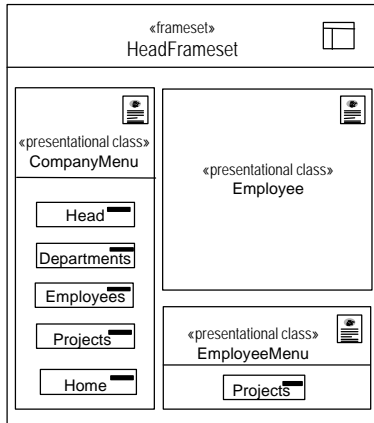 «frameset»
HeadFrameset
«presentational class»
CompanyMenu
Head
Departments
Employees
Projects
Home
«presentational class»
Employee
«presentational class»
EmployeeMenu
Projects